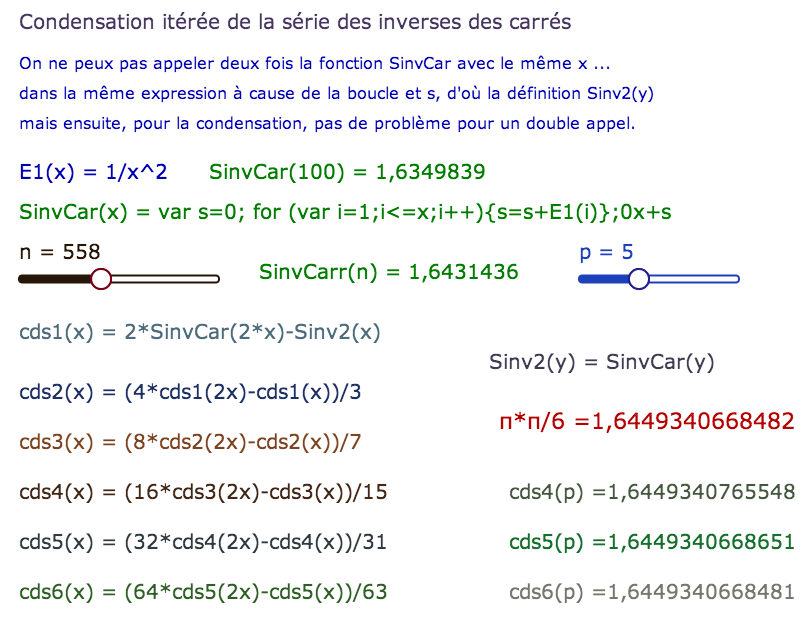 Condensation itérée de la série des inverses des carrés
On ne peux pas appeler deux fois la fonction SinvCar avec le même x ...
dans la même expression à cause de la boucle et s, d'où la définition Sinv2(y)
mais ensuite, pour la condensation, pas de problème pour un double appel.
E1(x) = 1/x^2 SinvCar(100) = 1,6349839
SinvCar(x) = var s=0; for (var i=1;i<=x;i++){s=s+E1(i)};0x+s
n = 558 p = 5
SinvCarr(n) = 1,6431436
cds1(x) = 2*SinvCar(2*x)-Sinv2(x)
Sinv2(y) = SinvCar(y)
cds2(x) = (4*cds1(2x)-cds1(x))/3
π*π/6 =1,6449340668482
cds3(x) = (8*cds2(2x)-cds2(x))/7
cds4(x) = (16*cds3(2x)-cds3(x))/15 cds4(p) =1,6449340765548
cds5(x) = (32*cds4(2x)-cds4(x))/31 cds5(p) =1,6449340668651
cds6(x) = (64*cds5(2x)-cds5(x))/63 cds6(p) =1,6449340668481